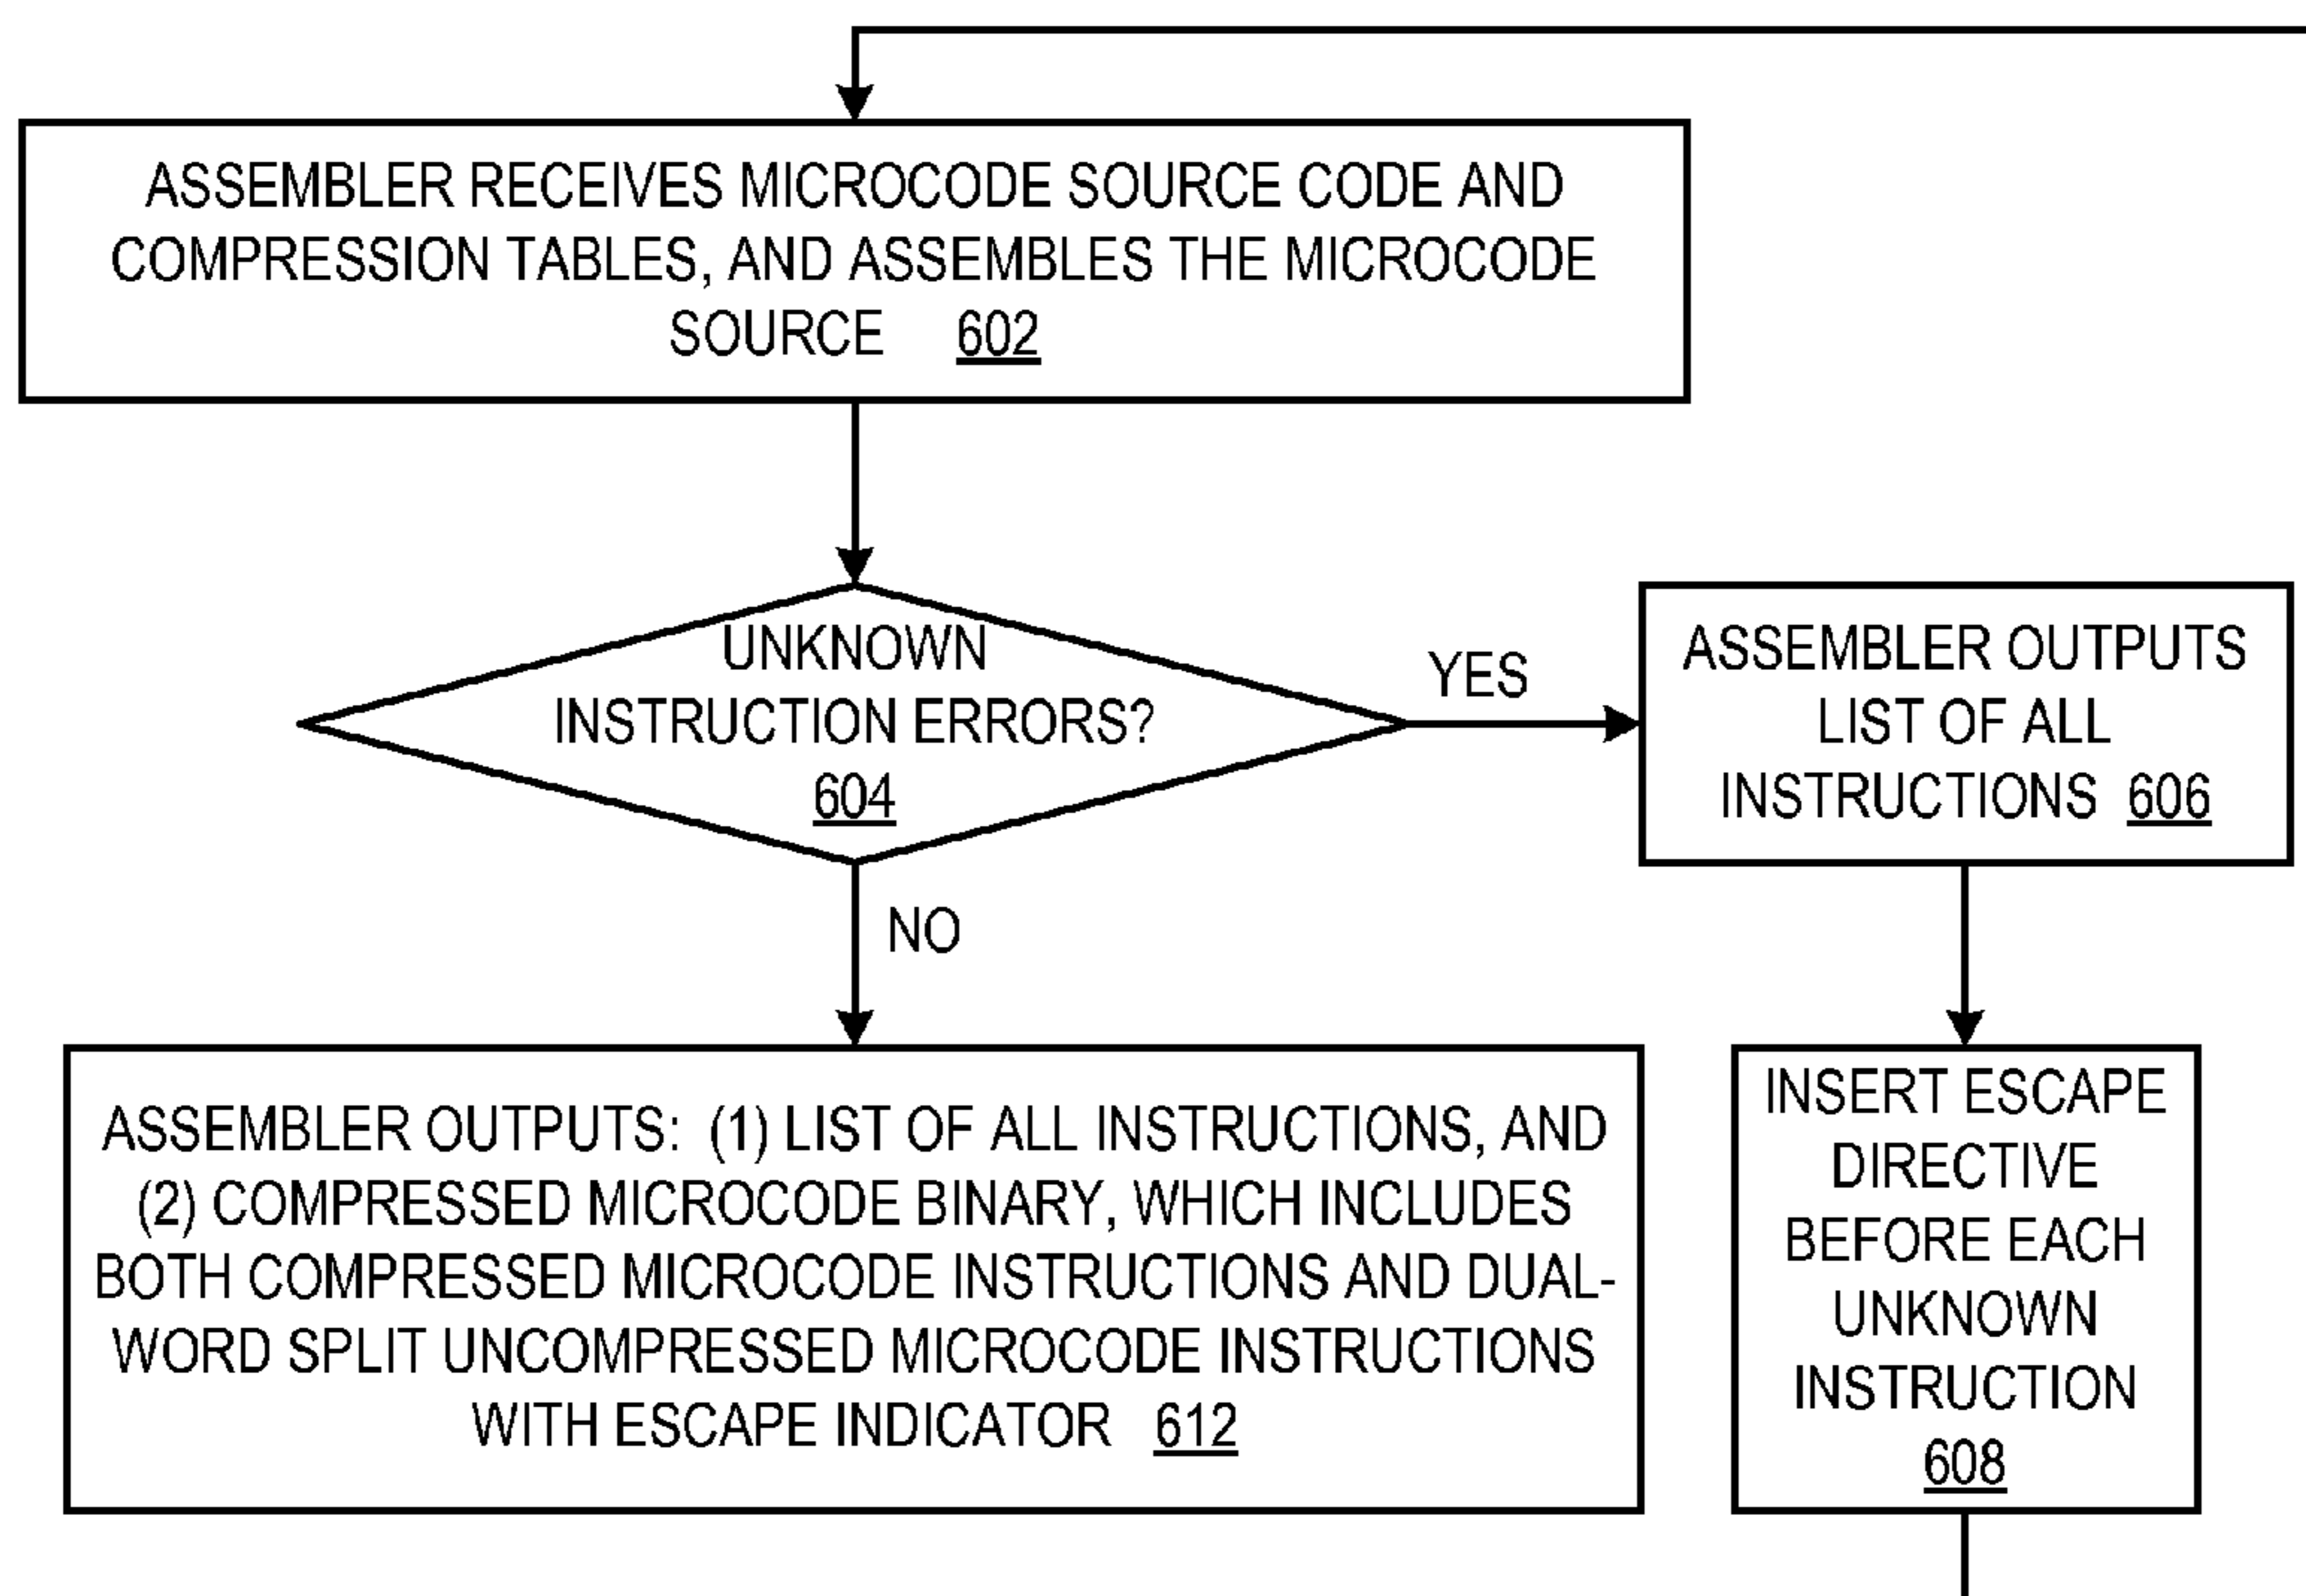 ASSEMBLER RECEIVES MICROCODE SOURCE CODE AND
COMPRESSION TABLES, AND ASSEMBLES THE MICROCODE
SOURCE 602
UNKNOWN
INSTRUCTION ERRORS?
604
YES
ASSEMBLER OUTPUTS
LIST OF ALL
INSTRUCTIONS 606
NO
ASSEMBLER OUTPUTS: (1) LIST OF ALL INSTRUCTIONS, AND
(2) COMPRESSED MICROCODE BINARY, WHICH INCLUDES
BOTH COMPRESSED MICROCODE INSTRUCTIONS AND DUAL-
WORD SPLIT UNCOMPRESSED MICROCODE INSTRUCTIONS
WITH ESCAPE INDICATOR 612
INSERT ESCAPE
DIRECTIVE
BEFORE EACH
UNKNOWN
INSTRUCTION
608